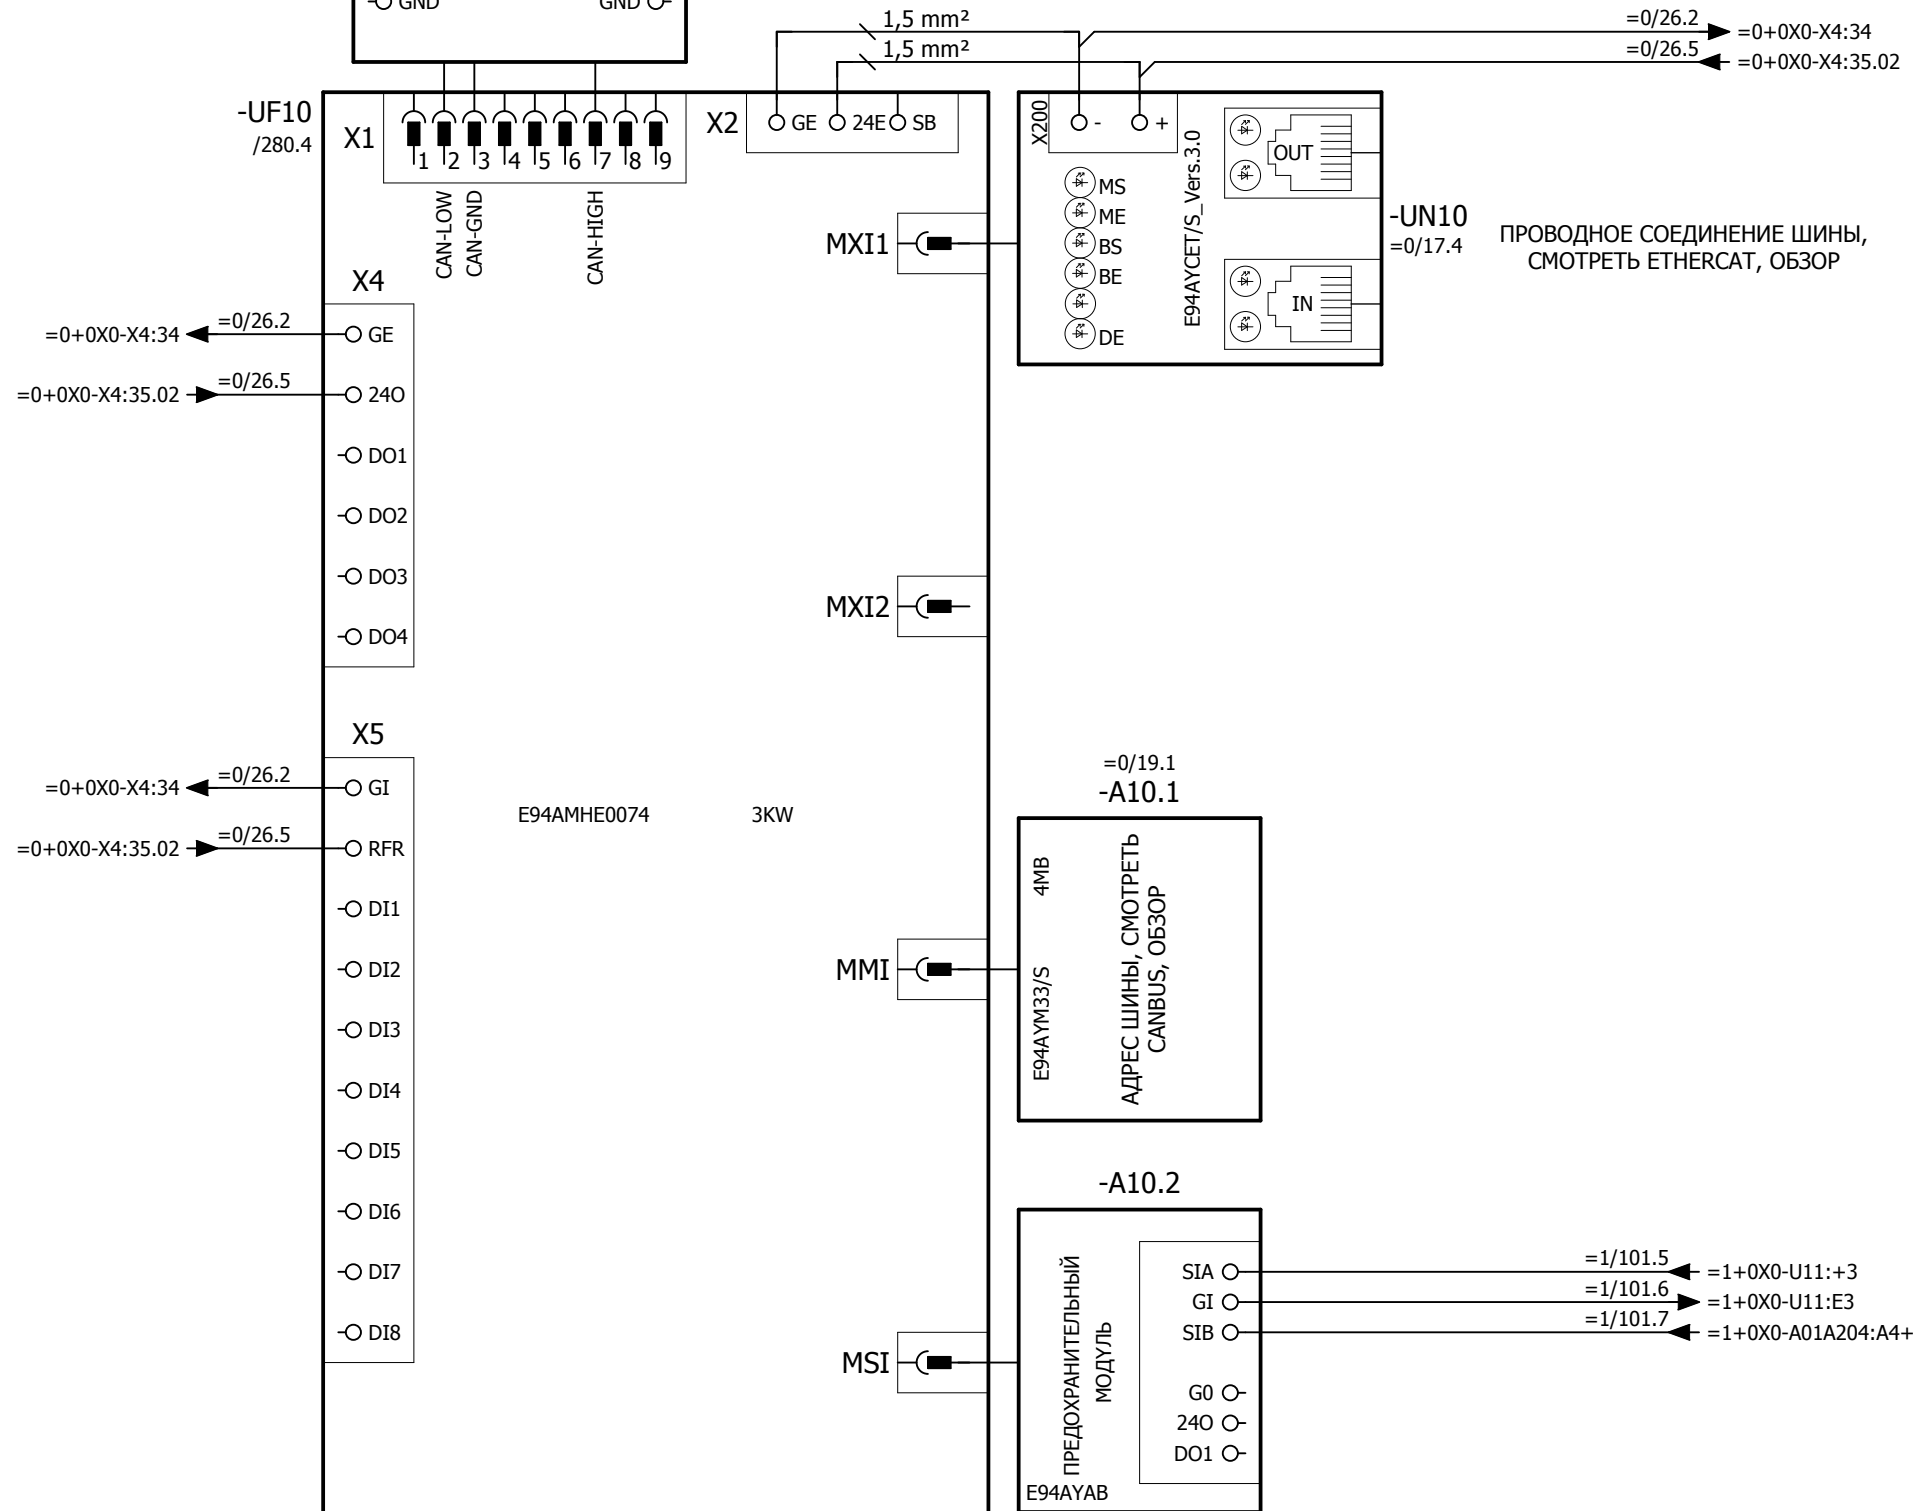 GND GND
1,5 mm² =0/26.2 =0+0X0-X4:34
1,5 mm² =0/26.5 =0+0X0-X4:35.02
-UF10
/280.4
X1
1 2 3 4 5 6 7 8 9
CAN-LOW
CAN-GND
CAN-HIGH
X2
GE 24E SB
X200
- +
MS
ME
BS
BE
DE
E94AYCET/S_Vers.3.0
OUT
IN
-UN10
=0/17.4
ПРОВОДНОЕ СОЕДИНЕНИЕ ШИНЫ,
СМОТРЕТЬ ETHERCAT, ОБЗОР
MXI1
X4
=0+0X0-X4:34 =0/26.2 GE
=0+0X0-X4:35.02 =0/26.5 24O
DO1
DO2
DO3
DO4
MXI2
X5
=0+0X0-X4:34 =0/26.2 GI
=0+0X0-X4:35.02 =0/26.5 RFR
DI1
DI2
DI3
DI4
DI5
DI6
DI7
DI8
E94AMHE0074 3KW
=0/19.1
-A10.1
MMI
E94AYM33/S 4MB
АДРЕС ШИНЫ, СМОТРЕТЬ
CANBUS, ОБЗОР
-A10.2
MSI
ПРЕДОХРАНИТЕЛЬНЫЙ
МОДУЛЬ
E94AYAB
SIA =1/101.5 =1+0X0-U11:+3
GI =1/101.6 =1+0X0-U11:E3
SIB =1/101.7 =1+0X0-A01A204:A4+
G0
24O
DO1